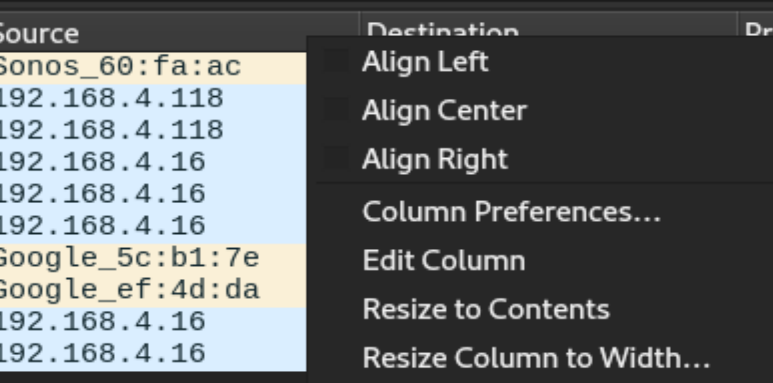 Source Destination Pr
Sonos_60:fa:ac
192.168.4.118
192.168.4.118
192.168.4.16
192.168.4.16
192.168.4.16
Google_5c:b1:7e
Google_ef:4d:da
192.168.4.16
192.168.4.16
Align Left
Align Center
Align Right
Column Preferences...
Edit Column
Resize to Contents
Resize Column to Width...